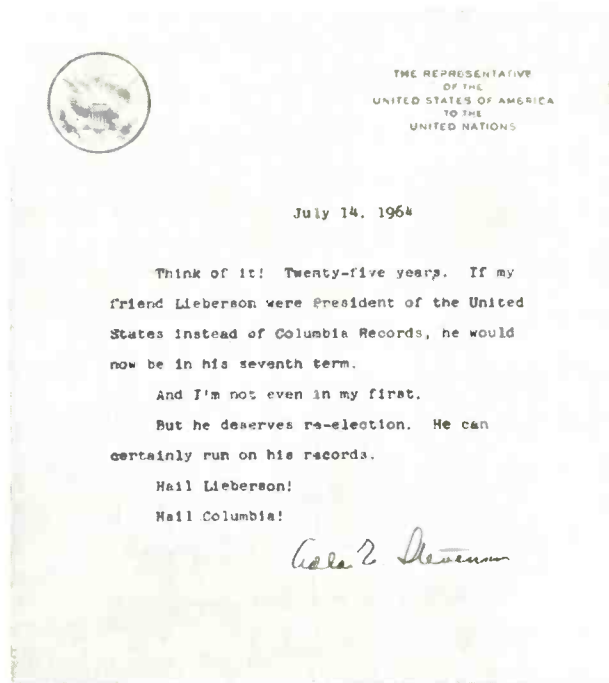 THE REPRESENTATIVE
OF THE
UNITED STATES OF AMERICA
TO THE
UNITED NATIONS
July 14, 1964
Think of it! Twenty-five years. If my
friend Lieberson were President of the United
States instead of Columbia Records, he would
now be in his seventh term.
And I'm not even in my first.
But he deserves re-election. He can
certainly run on his records.
Hail Lieberson!
Hail Columbia!
Adlai E Stevenson